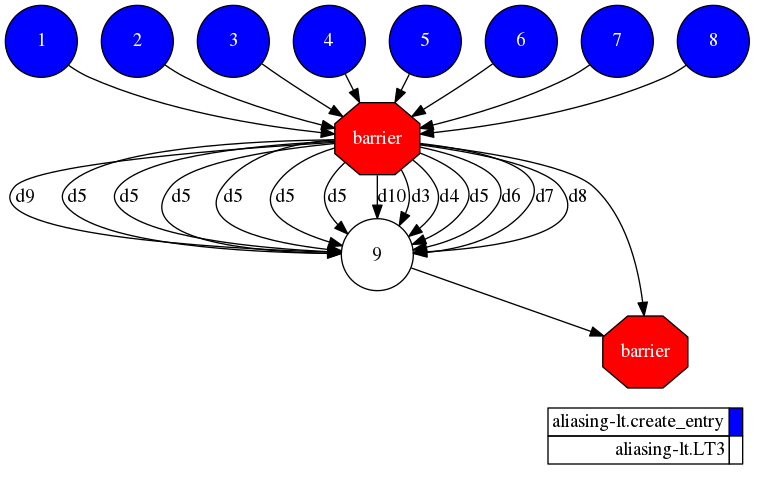 1 2 3 4 5 6 7 8
barrier
d9 d5 d5 d5 d5 d5 d5 d10 d3 d4 d5 d6 d7 d8
9
barrier
aliasing-lt.create_entry
aliasing-lt.LT3